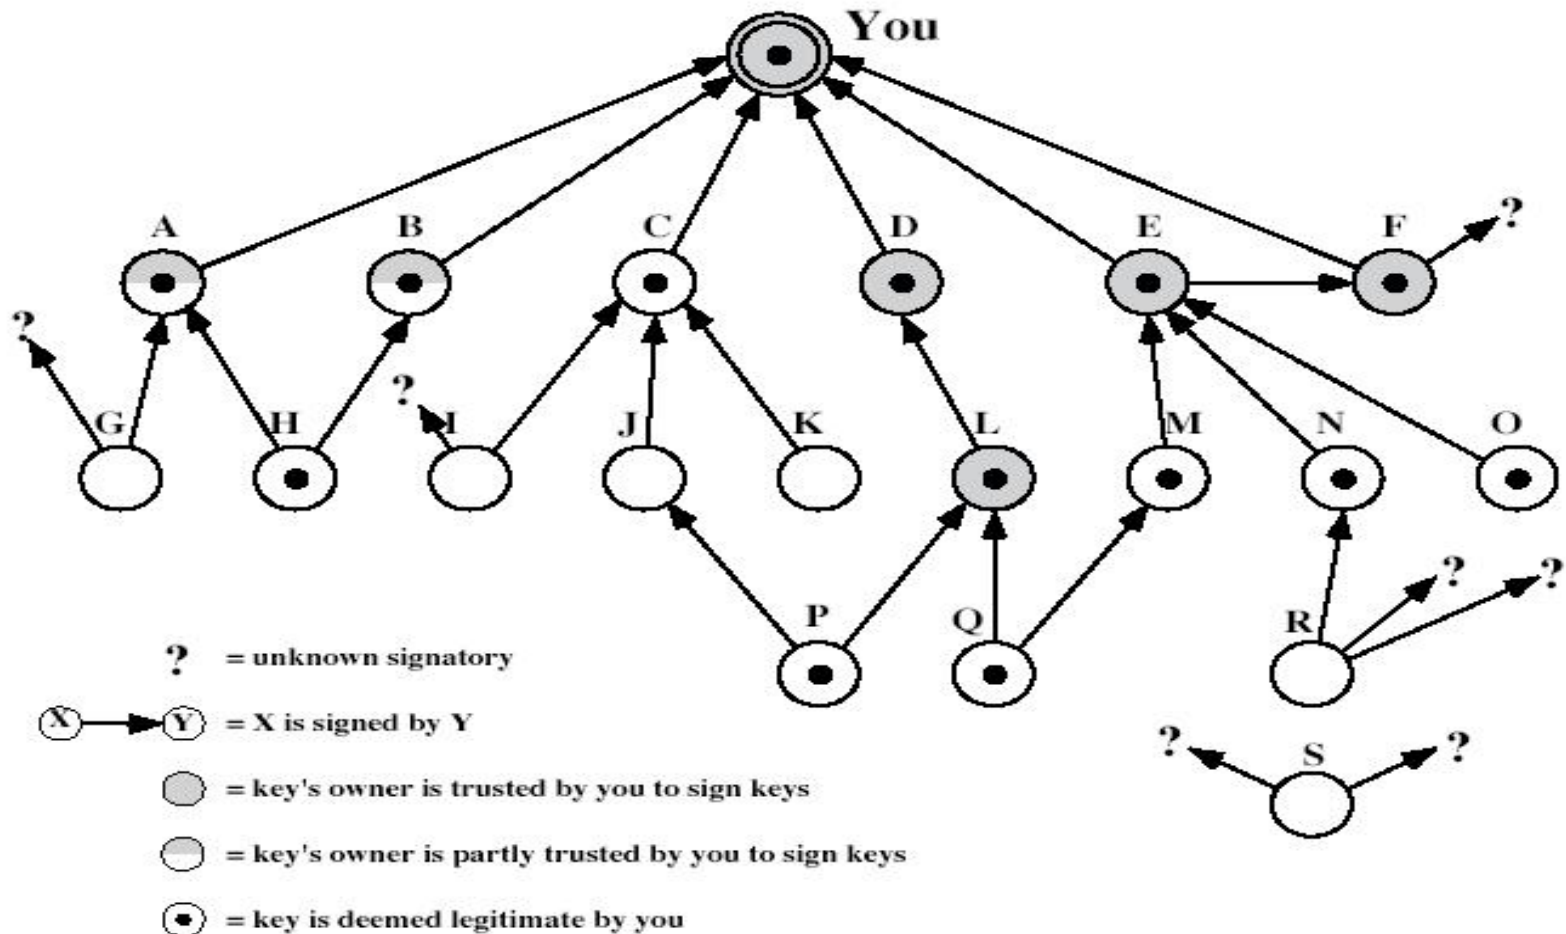 You
A B C D E F ?
?
? 
G H I J K L M N O
? ?
P Q R
? = unknown signatory
X Y = X is signed by Y
? S ?
= key's owner is trusted by you to sign keys
= key's owner is partly trusted by you to sign keys
= key is deemed legitimate by you